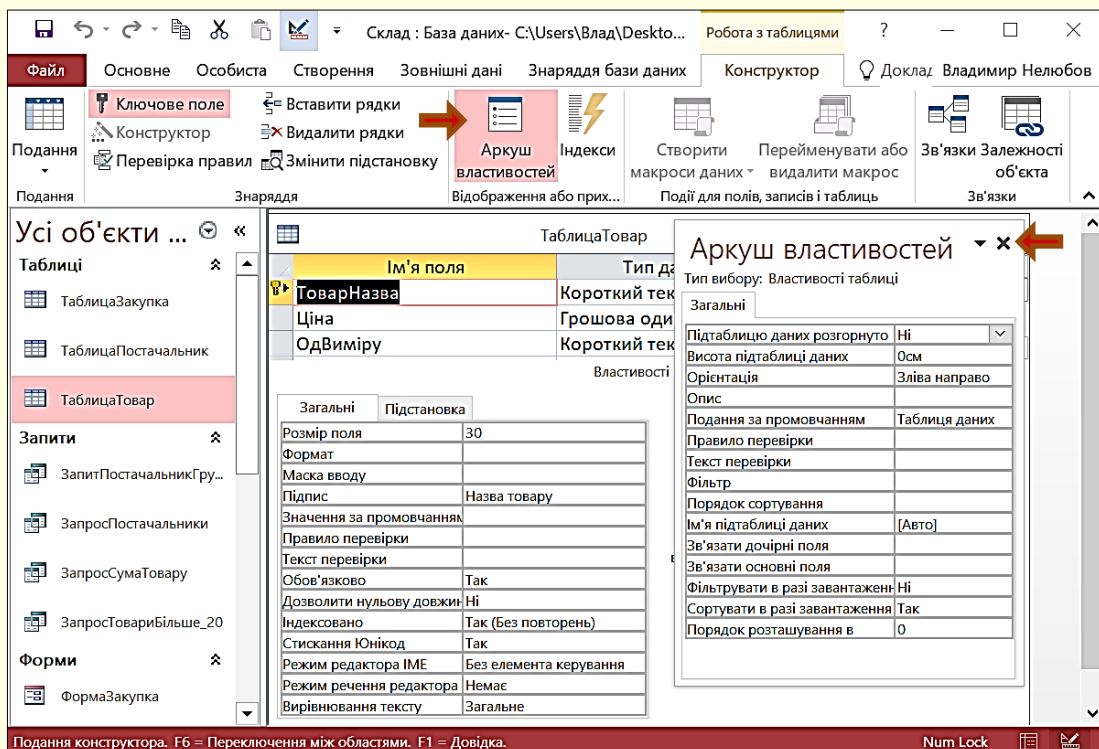 Склад : База даних- C:\Users\Влад\Deskto...
Робота з таблицями
?
Файл
Основне
Особиста
Створення
Зовнішні дані
Знаряддя бази даних
Конструктор
Доклад
Владимир Нелюбов
Подання
Ключове поле
Конструктор
Перевірка правил
Вставити рядки
Видалити рядки
Змінити підстановку
Аркуш
властивостей
Індекси
Створити
макроси даних
Перейменувати або
видалити макрос
Зв'язки
Залежності
об'єкта
Подання
Знаряддя
Відображення або прих...
Події для полів, записів і таблиць
Зв'язки
Усі об'єкти ...
Таблиці
ТаблицаЗакупка
ТаблицаПостачальник
ТаблицаТовар
Запити
ЗапитПостачальникГру...
ЗапросПостачальники
ЗапросСумаТовару
ЗапросТовариБільше_20
Форми
ФормаЗакупка
ТаблицаТовар
Ім'я поля
Тип да
ТоварНазва
Короткий тек
Ціна
Грошова оди
ОдВиміру
Короткий тек
Властивості
Загальні
Підстановка
Розмір поля 30
Формат
Маска вводу
Підпис Назва товару
Значення за промовчанням
Правило перевірки
Текст перевірки
Обов'язково Так
Дозволити нульову довжин Ні
Індексовано Так (Без повторень)
Стискання Юнікод Так
Режим редактора IME Без елемента керування
Режим речення редактора Немає
Вирівнювання тексту Загальне
Аркуш властивостей
Тип вибору: Властивості таблиці
Загальні
Підтаблицю даних розгорнуто Ні
Висота підтаблиці даних 0см
Орієнтація Зліва направо
Опис
Подання за промовчанням Таблиця даних
Правило перевірки
Текст перевірки
Фільтр
Порядок сортування
Ім'я підтаблиці даних [Авто]
Зв'язати дочірні поля
Зв'язати основні поля
Фільтрувати в разі завантажен Ні
Сортувати в разі завантаження Так
Порядок розташування в 0
Подання конструктора. F6 = Переключення між областями. F1 = Довідка.
Num Lock